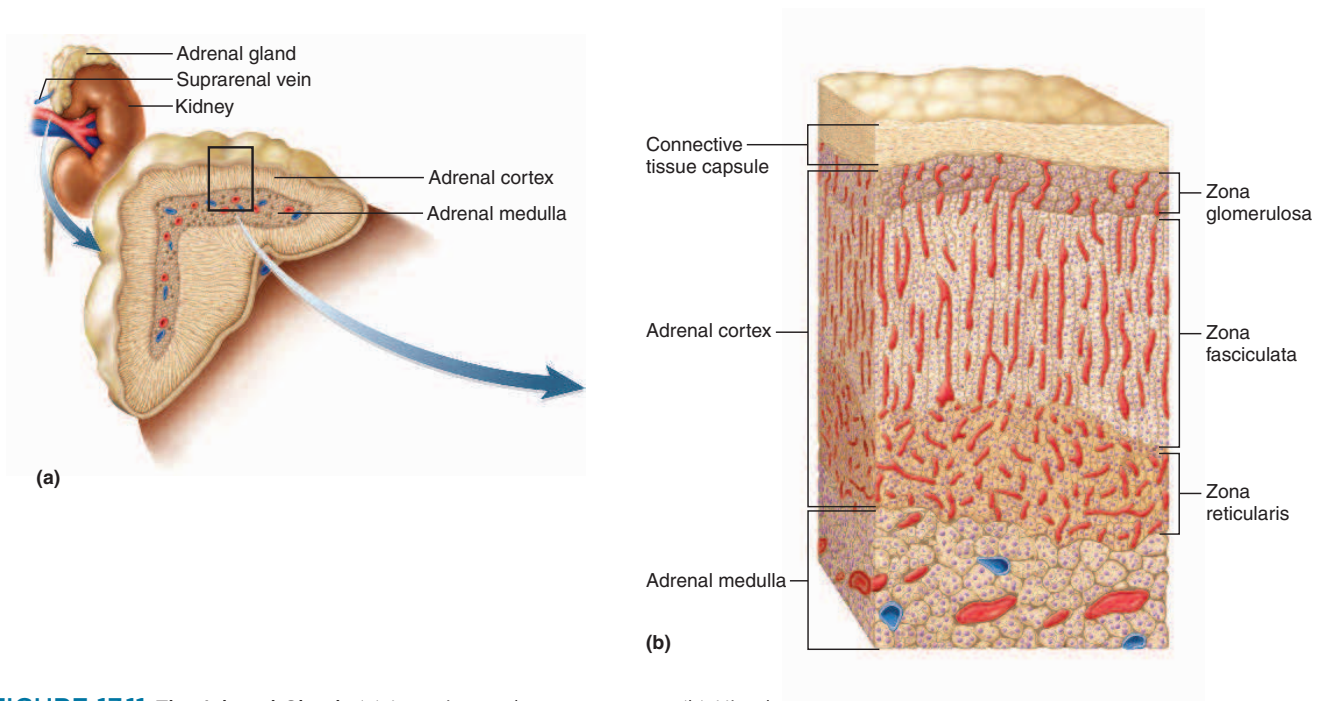 Adrenal gland
Suprarenal vein
Kidney
Adrenal cortex
Adrenal medulla
(a)
Connective
tissue capsule
Adrenal cortex
Adrenal medulla
Zona
glomerulosa
Zona
fasciculata
Zona
reticularis
(b)